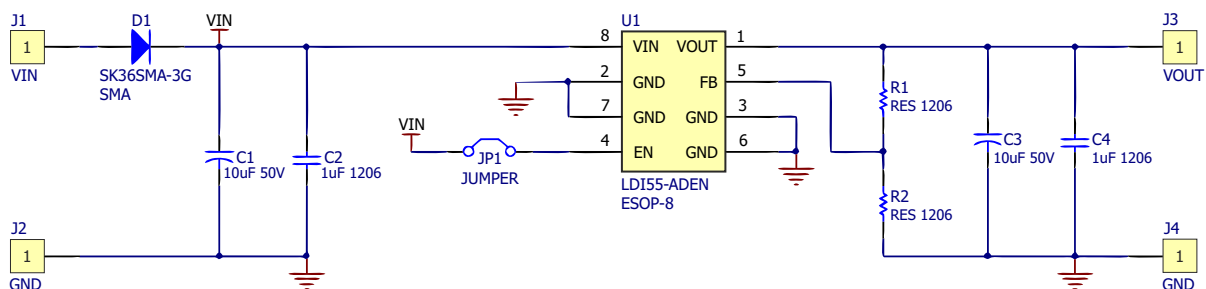 J1
1
VIN
D1
SK36SMA-3G
SMA
VIN
C1
10uF 50V
C2
1uF 1206
J2
1
GND
VIN
JP1
JUMPER
U1
8 VIN VOUT 1
2 GND FB 5
7 GND GND 3
4 EN GND 6
LDI55-ADEN
ESOP-8
R1
RES 1206
R2
RES 1206
C3
10uF 50V
C4
1uF 1206
J3
1
VOUT
J4
1
GND